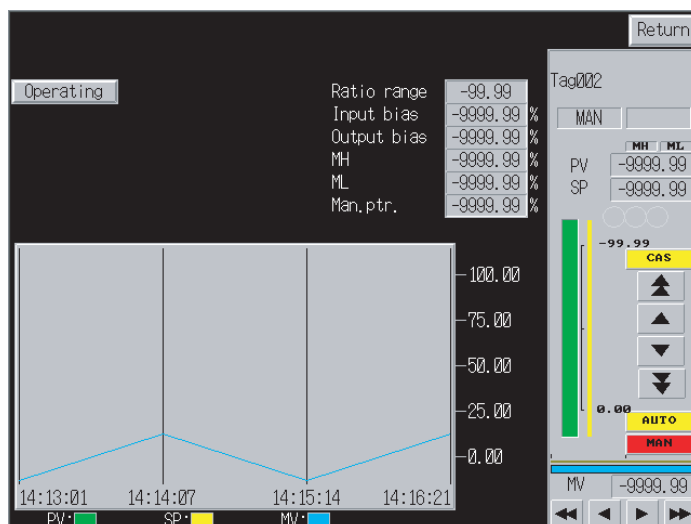 Return
Operating
Ratio range -99.99
Input bias -9999.99 %
Output bias -9999.99 %
MH -9999.99 %
ML -9999.99 %
Man.ptr. -9999.99 %
Tag002
MAN
MH ML
PV -9999.99
SP -9999.99
-99.99
CAS
0.00
AUTO
MAN
MV -9999.99
100.00
75.00
50.00
25.00
0.00
14:13:01 14:14:07 14:15:14 14:16:21
PV: SP: MV: